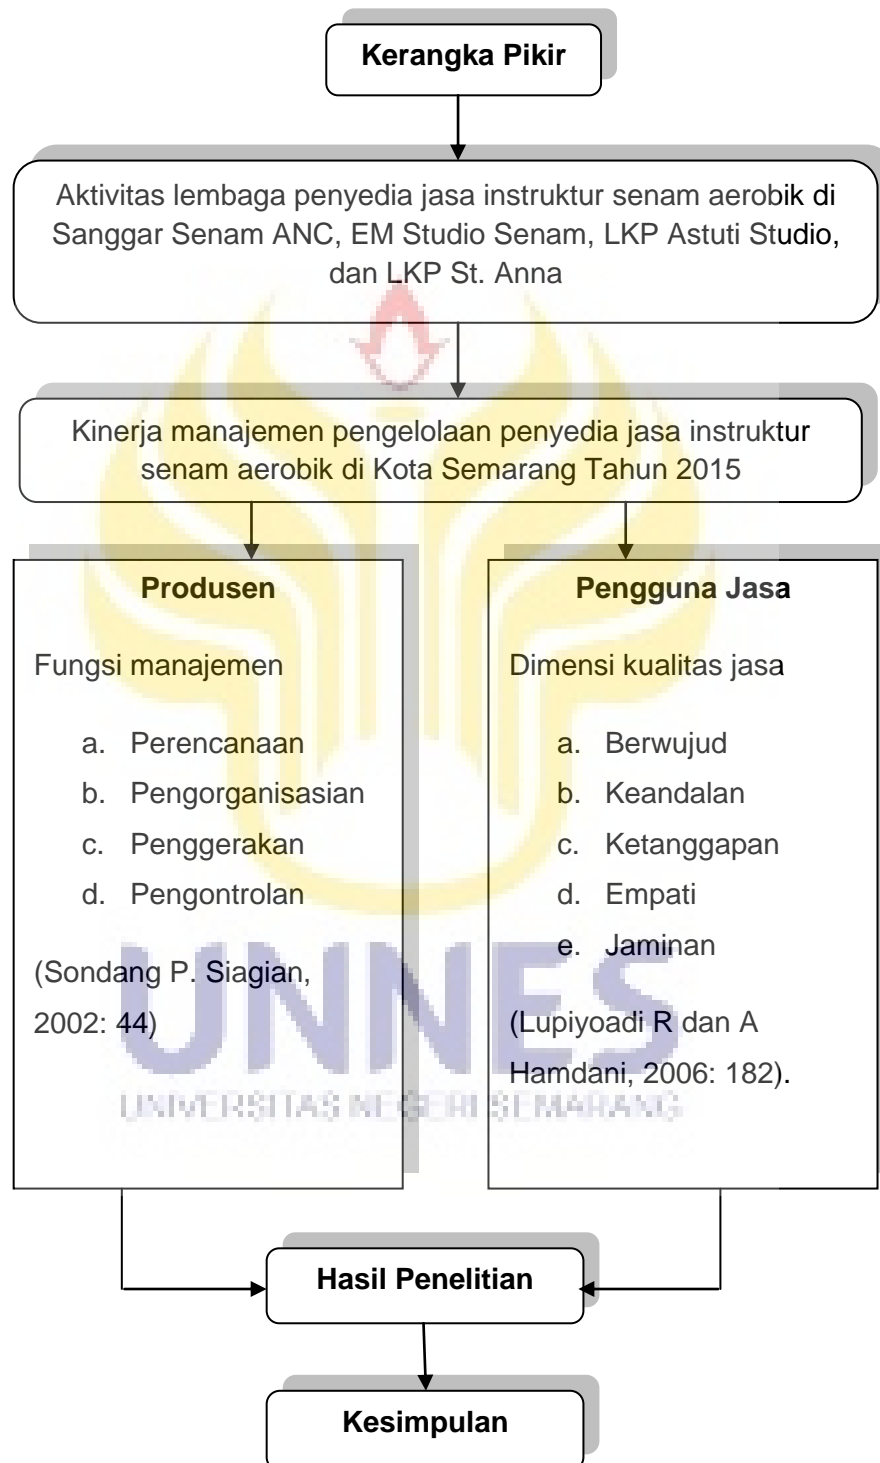 Kerangka Pikir
Aktivitas lembaga penyedia jasa instruktur senam aerobik di
Sanggar Senam ANC, EM Studio Senam, LKP Astuti Studio,
dan LKP St. Anna
Kinerja manajemen pengelolaan penyedia jasa instruktur
senam aerobik di Kota Semarang Tahun 2015
Produsen
Fungsi manajemen
a. Perencanaan
b. Pengorganisasian
c. Penggerakan
d. Pengontrolan
(Sondang P. Siagian,
2002: 44)
Pengguna Jasa
Dimensi kualitas jasa
a. Berwujud
b. Keandalan
c. Ketanggapan
d. Empati
e. Jaminan
(Lupiyoadi R dan A
Hamdani, 2006: 182).
UNNES
UNIVERSITAS NEGERI SEMARANG
Hasil Penelitian
Kesimpulan